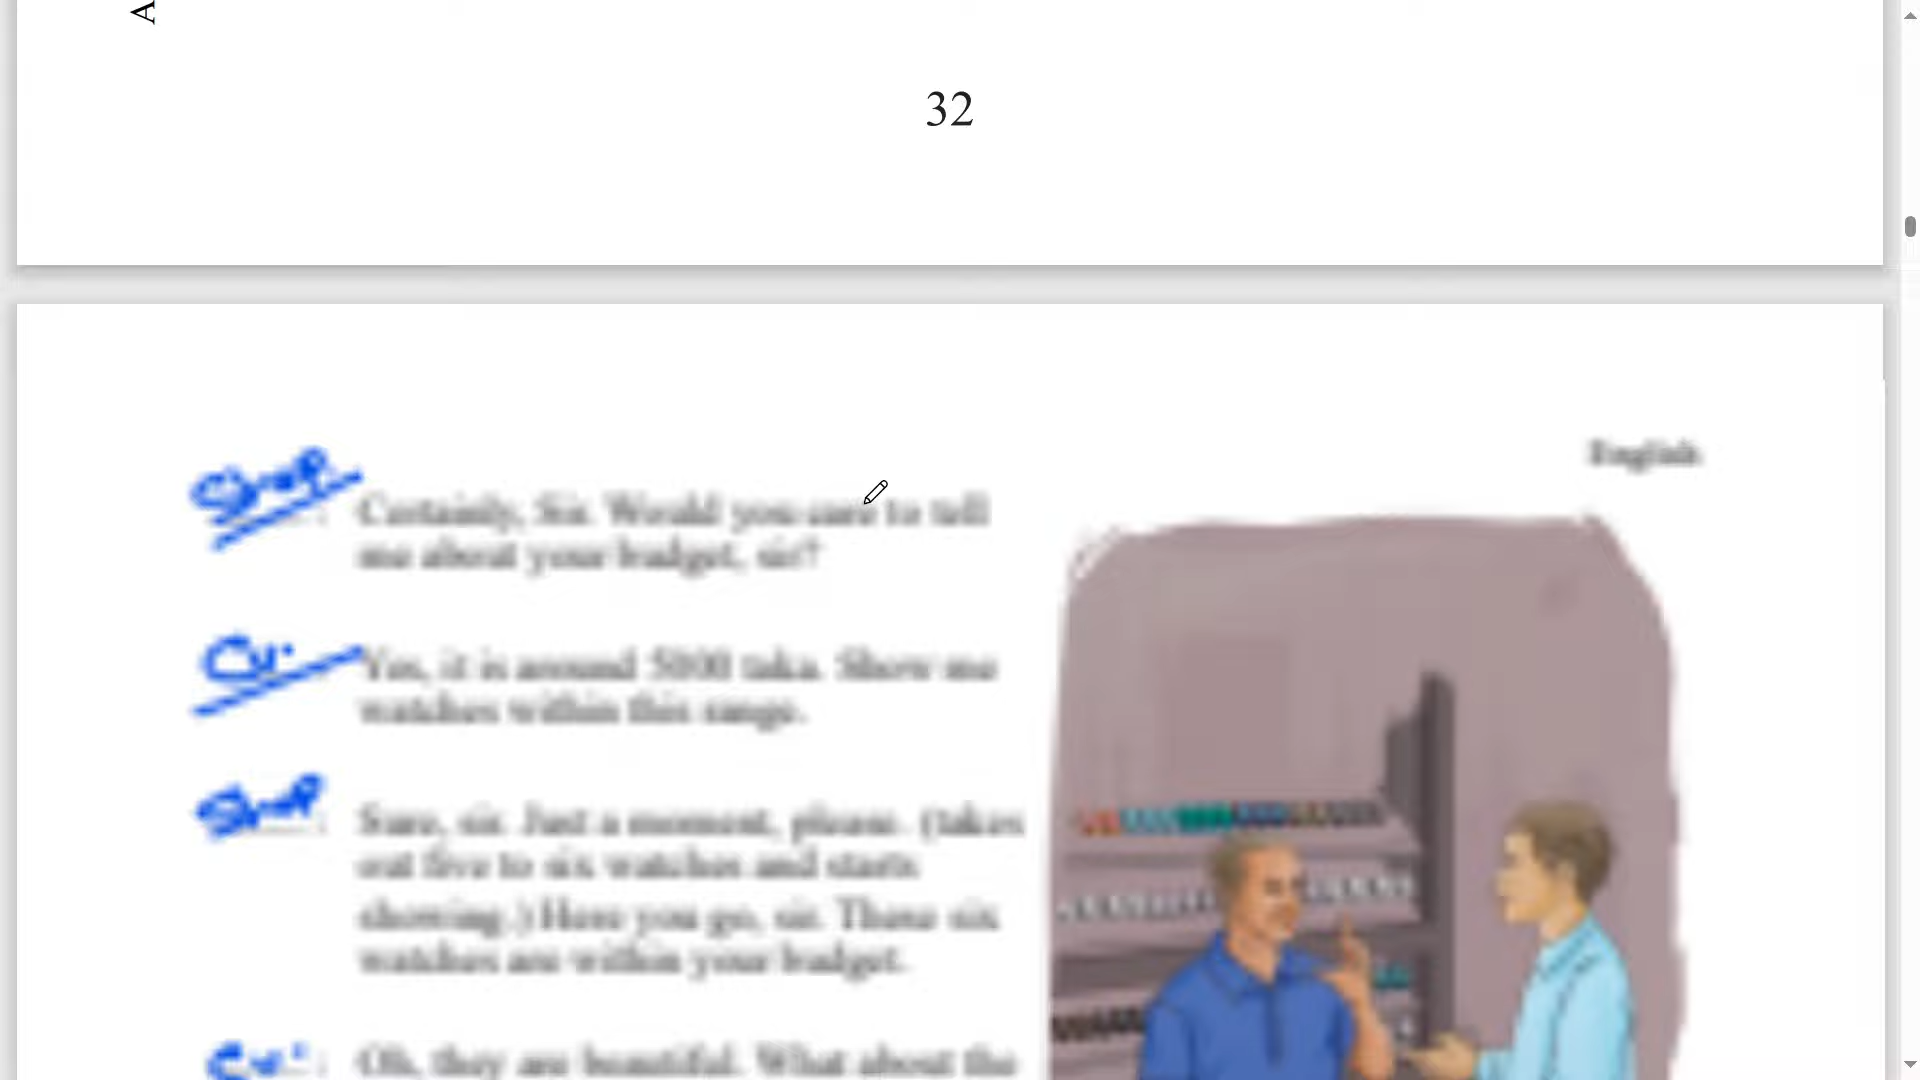 A
32
English
Shop
: Certainly, Sir. Would you care to tell
me about your budget, sir?
Cu.
Yes, it is around 5000 taka. Show me
watches within this range.
Shop
: Sure, sir. Just a moment, please. (takes
out five to six watches and starts
showing.) Here you go, sir. These six
watches are within your budget.
Cu. : Oh, they are beautiful. What about the